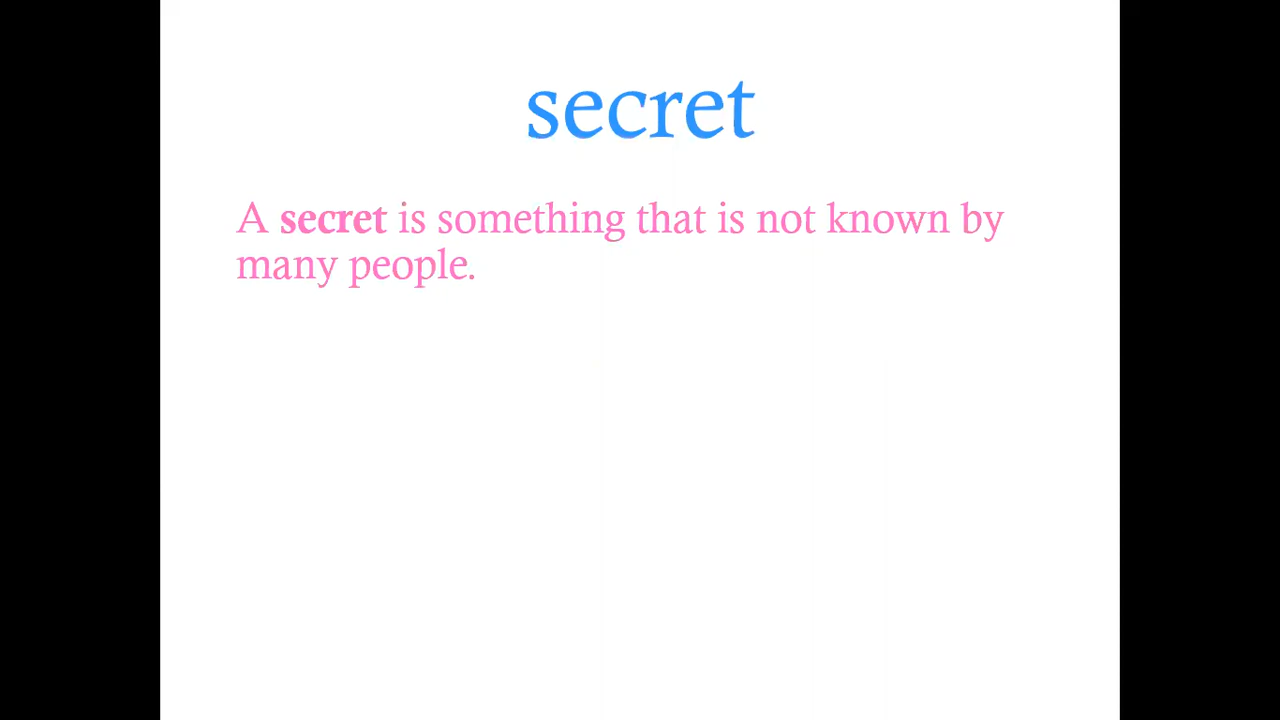 secret
A secret is something that is not known by
many people.